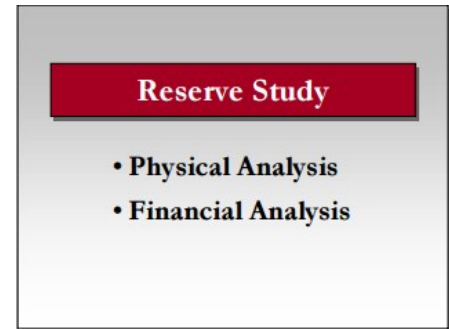 Reserve Study
• Physical Analysis
• Financial Analysis